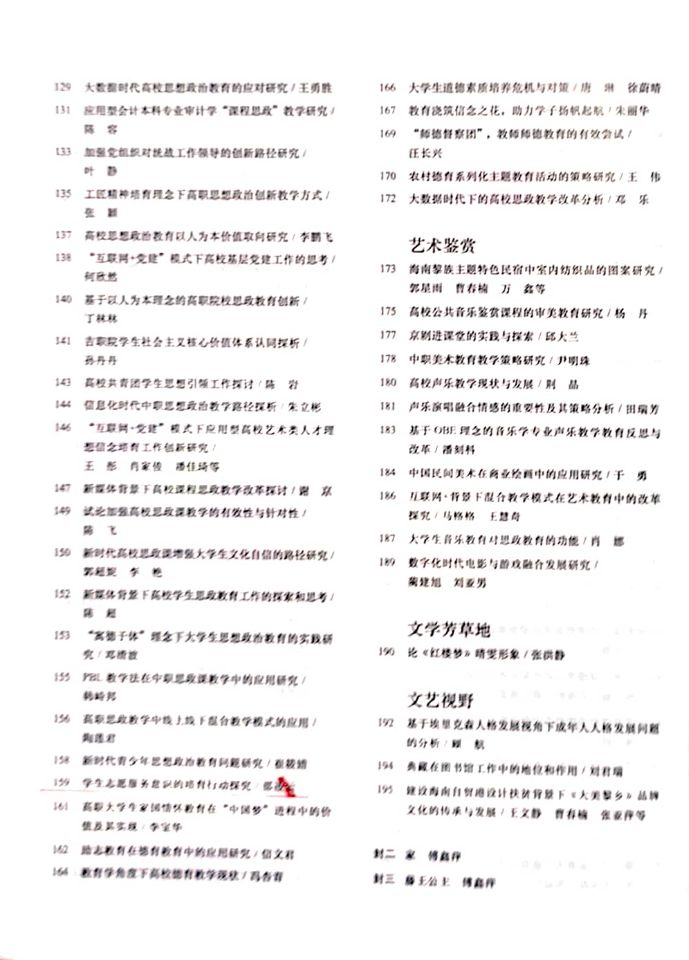 129 大数据时代高校思想政治教育的应对研究 / 王勇胜
131 应用型会计本科专业审计学“课程思政”教学研究 /
陈 容
133 加强党组织对统战工作领导的创新路径研究 /
叶 静
135 工匠精神培育理念下高职思想政治创新教学方式 /
张 颖
137 高校思想政治教育以人为本价值取向研究 / 李鹏飞
138 “互联网+党建”模式下高校基层党建工作的思考 /
柯欣然
140 基于以人为本理念的高职院校思政教育创新 /
丁林林
141 吉职院学生社会主义核心价值体系认同探析 /
孙丹丹
143 高校共青团学生思想引领工作探讨 / 陈 岩
144 信息化时代中职思想政治教学路径探析 / 朱立彬
146 “互联网+党建”模式下应用型高校艺术类人才理
想信念培育工作创新研究 /
王 彤 肖家俊 潘佳琦等
147 新媒体背景下高校课程思政教学改革探讨 / 谢 京
149 试论加强高校思政课教学的有效性与针对性 /
陈 飞
150 新时代高校思政课增强大学生文化自信的路径研究 /
郭超妮 李 艳
152 新媒体背景下高校学生思政教育工作的探索和思考 /
陈 超
153 “寓德于体”理念下大学生思想政治教育的实践研
究 / 邓
155 PBL 教学法在中职思政课教学中的应用研究 /
韩岭邦
156 高职思政教学中线上线下混合教学模式的应用 /
陶莲君
158 新时代青少年思想政治教育问题研究 / 崔筱婧
159 学生志愿服务意识的培育行动探究 /
161 高职大学生家国情怀教育在“中国梦”进程中的价
值及其实现 / 李宝华
162 励志教育在德育教育中的应用研究 / 信文君
164 教育学角度下高校德育教学现状 / 冯杏育
166 大学生道德素质培养危机与对策 / 唐 琳 徐蔚晴
167 教育浇筑信念之花，助力学子扬帆起航 / 朱丽华
169 “师德督察团”，教师师德教育的有效尝试 /
汪长兴
170 农村德育系列化主题教育活动的策略研究 / 王 伟
172 大数据时代下的高校思政教学改革分析 / 邓 乐
艺术鉴赏
173 海南黎族主题特色民宿中室内纺织品的图案研究 /
郭星雨 曹春楠 万 鑫等
175 高校公共音乐鉴赏课程的审美教育研究 / 杨 丹
177 京剧进课堂的实践与探索 / 邱大兰
178 中职美术教育教学策略研究 / 尹明珠
180 高校声乐教学现状与发展 / 荆 晶
181 声乐演唱融合情感的重要性及其策略分析 / 田瑞芳
183 基于 OBE 理念的音乐学专业声乐教学教育反思与
改革 / 潘刻科
184 中国民间美术在商业绘画中的应用研究 / 于 勇
186 互联网+背景下混合教学模式在艺术教育中的改革
探究 / 马格格 王慧奇
187 大学生音乐教育对思政教育的功能 / 肖 娜
189 数字化时代电影与游戏融合发展研究 /
蔺建旭 刘亚男
文学芳草地
190 论《红楼梦》晴雯形象 / 张洪静
文艺视野
192 基于埃里克森人格发展视角下成年人人格发展问题
的分析 / 顾 航
194 典藏在图书馆工作中的地位和作用 / 刘君瑞
195 建设海南自贸港设计扶贫背景下《大美黎乡》品牌
文化的传承与发展 / 王文静 曹春楠 张亚萍等
封二 家 傅鑫萍
封三 滕王公主 傅鑫萍